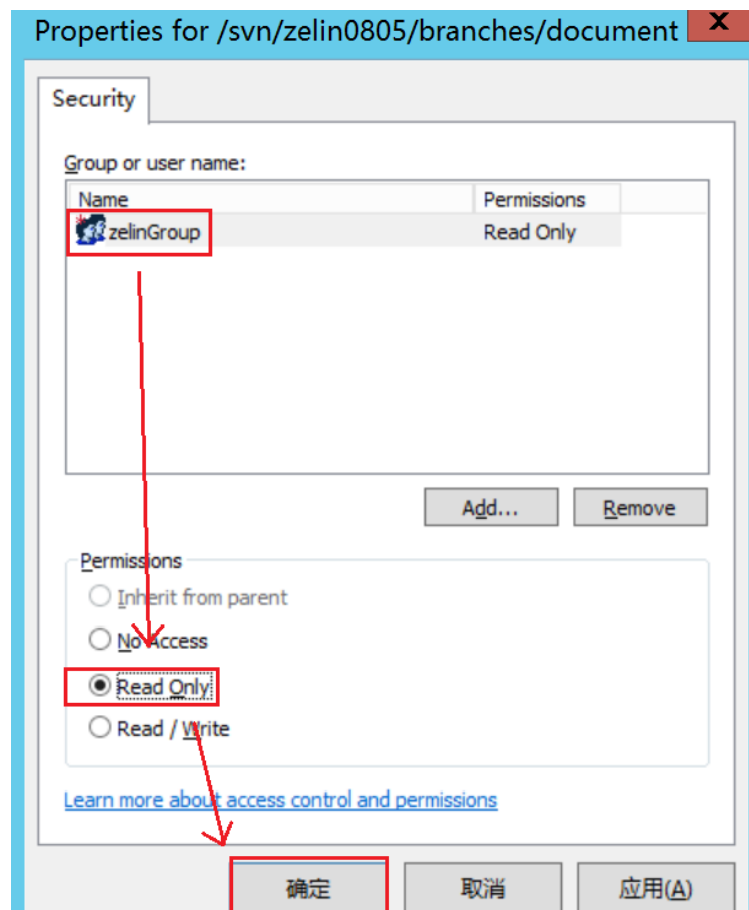 Properties for /svn/zelin0805/branches/document X
Security
Group or user name:
Name Permissions
zelinGroup Read Only
Add... Remove
Permissions
Inherit from parent
No Access
Read Only
Read / Write
Learn more about access control and permissions
确定 取消 应用(A)